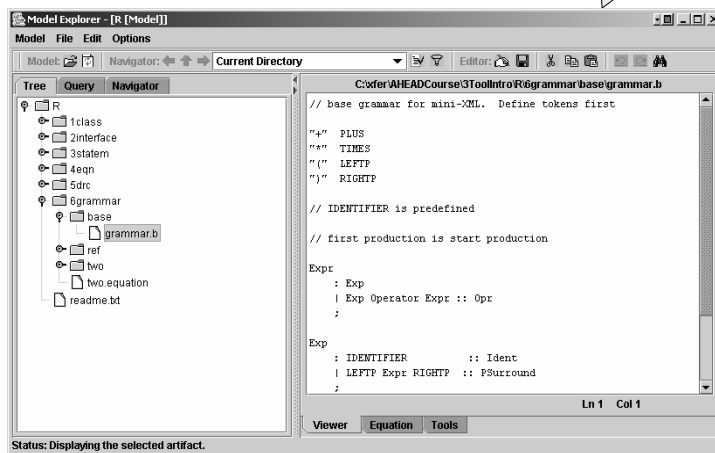 Model Explorer - [R [Model]]
Model File Edit Options
Model: Navigator: Current Directory Editor:
Tree Query Navigator
R
1class
2interface
3statem
4eqn
5drc
6grammar
base
grammar.b
ref
two
two.equation
readme.txt
C:\xfer\AHEADCourse\3ToolIntro\R\6grammar\base\grammar.b
// base grammar for mini-XML. Define tokens first
"+" PLUS
"*" TIMES
"(" LEFTP
")" RIGHTP
// IDENTIFIER is predefined
// first production is start production
Expr
: Exp
| Exp Operator Expr :: Opr
;
Exp
: IDENTIFIER :: Ident
| LEFTP Expr RIGHTP :: PSurround
;
Ln 1 Col 1
Viewer Equation Tools
Status: Displaying the selected artifact.